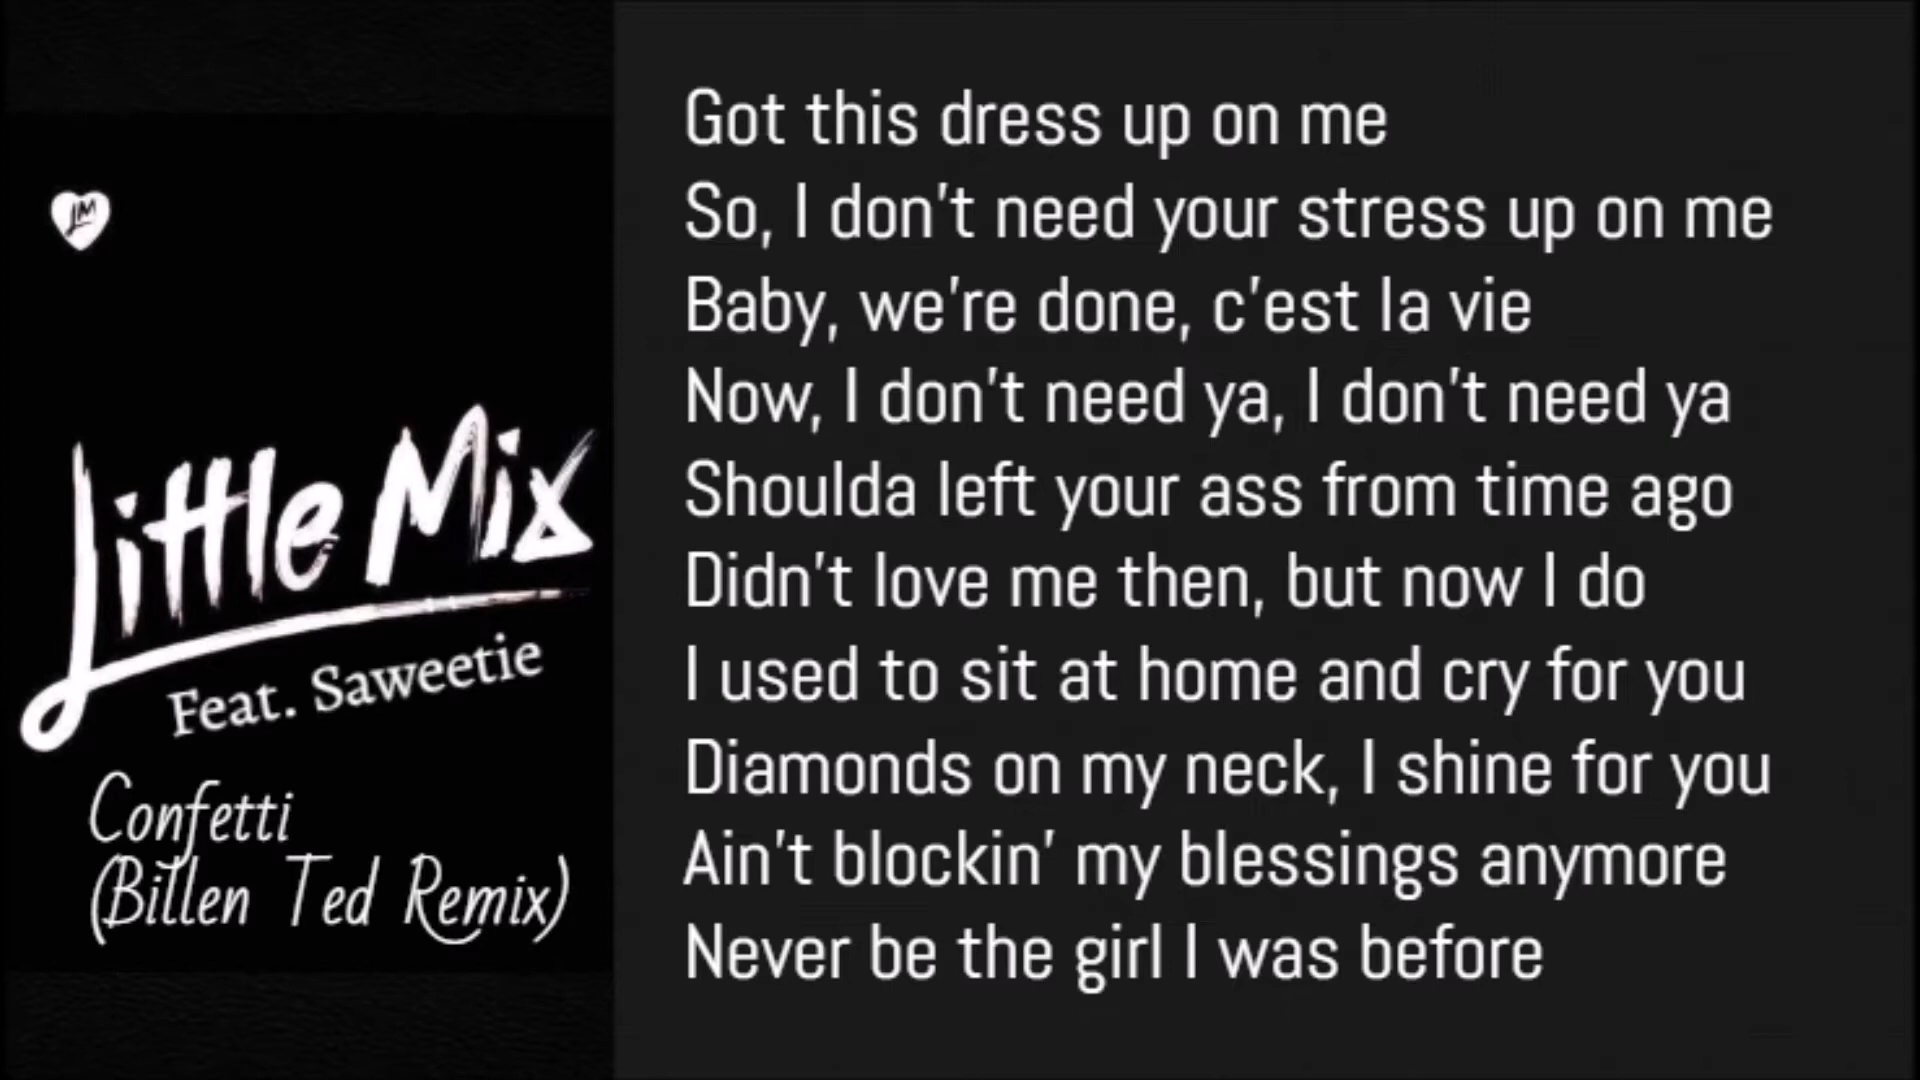 LM
Little Mix
Feat. Saweetie
Confetti
(Billen Ted Remix)
Got this dress up on me
So, I don't need your stress up on me
Baby, we're done, c'est la vie
Now, I don't need ya, I don't need ya
Shoulda left your ass from time ago
Didn't love me then, but now I do
I used to sit at home and cry for you
Diamonds on my neck, I shine for you
Ain't blockin' my blessings anymore
Never be the girl I was before